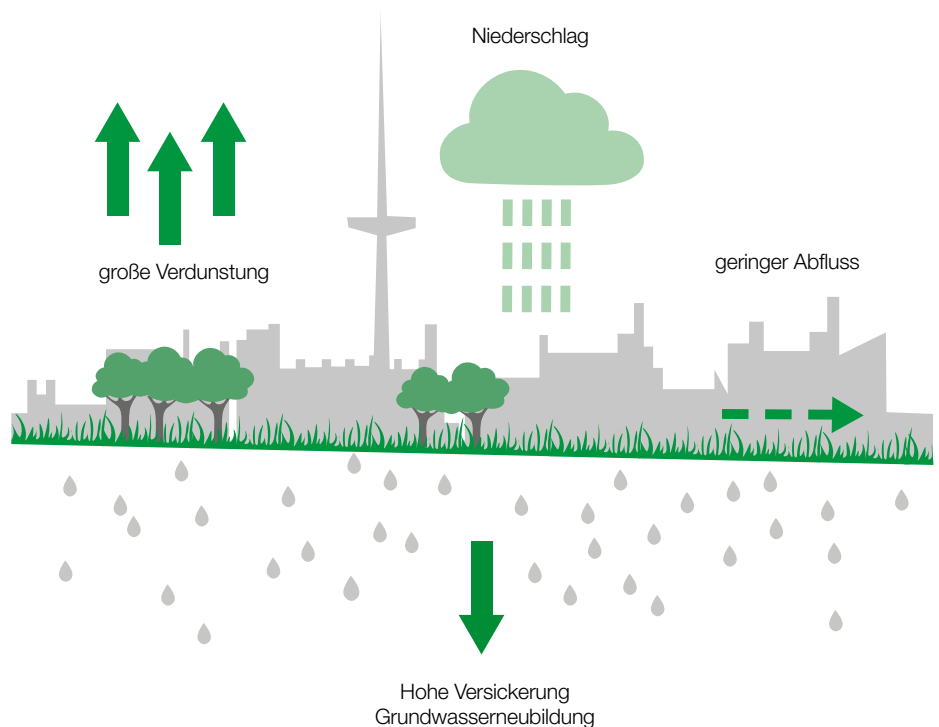 Niederschlag
große Verdunstung
geringer Abfluss
Hohe Versickerung
Grundwasserneubildung